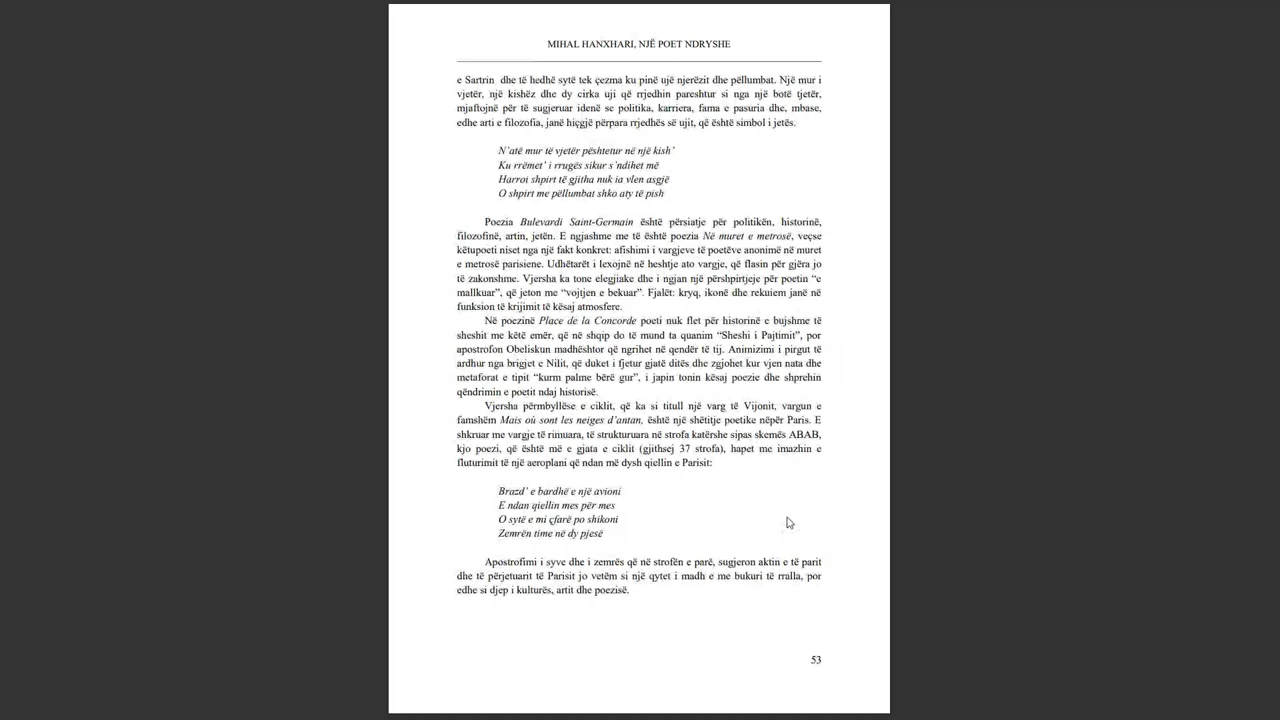 MIHAL HANXHARI, NJË POET NDRYSHE
e Sartrin dhe të hedhë sytë tek çezma ku pinë ujë njerëzit dhe pëllumbat. Një mur i
vjetër, një kishëz dhe dy cirka uji që rrjedhin pareshtur si nga një botë tjetër,
mjaftojnë për të sugjeruar idenë se politika, karriera, fama e pasuria dhe, mbase,
edhe arti e filozofia, janë hiçgjë përpara rrjedhës së ujit, që është simbol i jetës.
N’atë mur të vjetër pështetur në një kish’
Ku rrëmet’ i rrugës sikur s’ndihet më
Harroi shpirt të gjitha nuk ia vlen asgjë
O shpirt me pëllumbat shko aty të pish
Poezia Bulevardi Saint-Germain është përsiatje për politikën, historinë,
filozofinë, artin, jetën. E ngjashme me të është poezia Në muret e metrosë, veçse
këtupoeti niset nga një fakt konkret: afishimi i vargjeve të poetëve anonimë në muret
e metrosë parisiene. Udhëtarët i lexojnë në heshtje ato vargje, që flasin për gjëra jo
të zakonshme. Vjersha ka tone elegjiake dhe i ngjan një përshpirtjeje për poetin “e
mallkuar”, që jeton me “vojtjen e bekuar”. Fjalët: kryq, ikonë dhe rekuiem janë në
funksion të krijimit të kësaj atmosfere.
Në poezinë Place de la Concorde poeti nuk flet për historinë e bujshme të
sheshit me këtë emër, që në shqip do të mund ta quanim “Sheshi i Pajtimit”, por
apostrofon Obeliskun madhështor që ngrihet në qendër të tij. Animizimi i pirgut të
ardhur nga brigjet e Nilit, që duket i fjetur gjatë ditës dhe zgjohet kur vjen nata dhe
metaforat e tipit “kurm palme bërë gur”, i japin tonin kësaj poezie dhe shprehin
qëndrimin e poetit ndaj historisë.
Vjersha përmbyllëse e ciklit, që ka si titull një varg të Vijonit, vargun e
famshëm Mais où sont les neiges d’antan, është një shëtitje poetike nëpër Paris. E
shkruar me vargje të rimuara, të strukturuara në strofa katërshe sipas skemës ABAB,
kjo poezi, që është më e gjata e ciklit (gjithsej 37 strofa), hapet me imazhin e
fluturimit të një aeroplani që ndan më dysh qiellin e Parisit:
Brazd’ e bardhë e një avioni
E ndan qiellin mes për mes
O sytë e mi çfarë po shikoni
Zemrën time në dy pjesë
Apostrofimi i syve dhe i zemrës që në strofën e parë, sugjeron aktin e të parit
dhe të përjetuarit të Parisit jo vetëm si një qytet i madh e me bukuri të rralla, por
edhe si djep i kulturës, artit dhe poezisë.
53